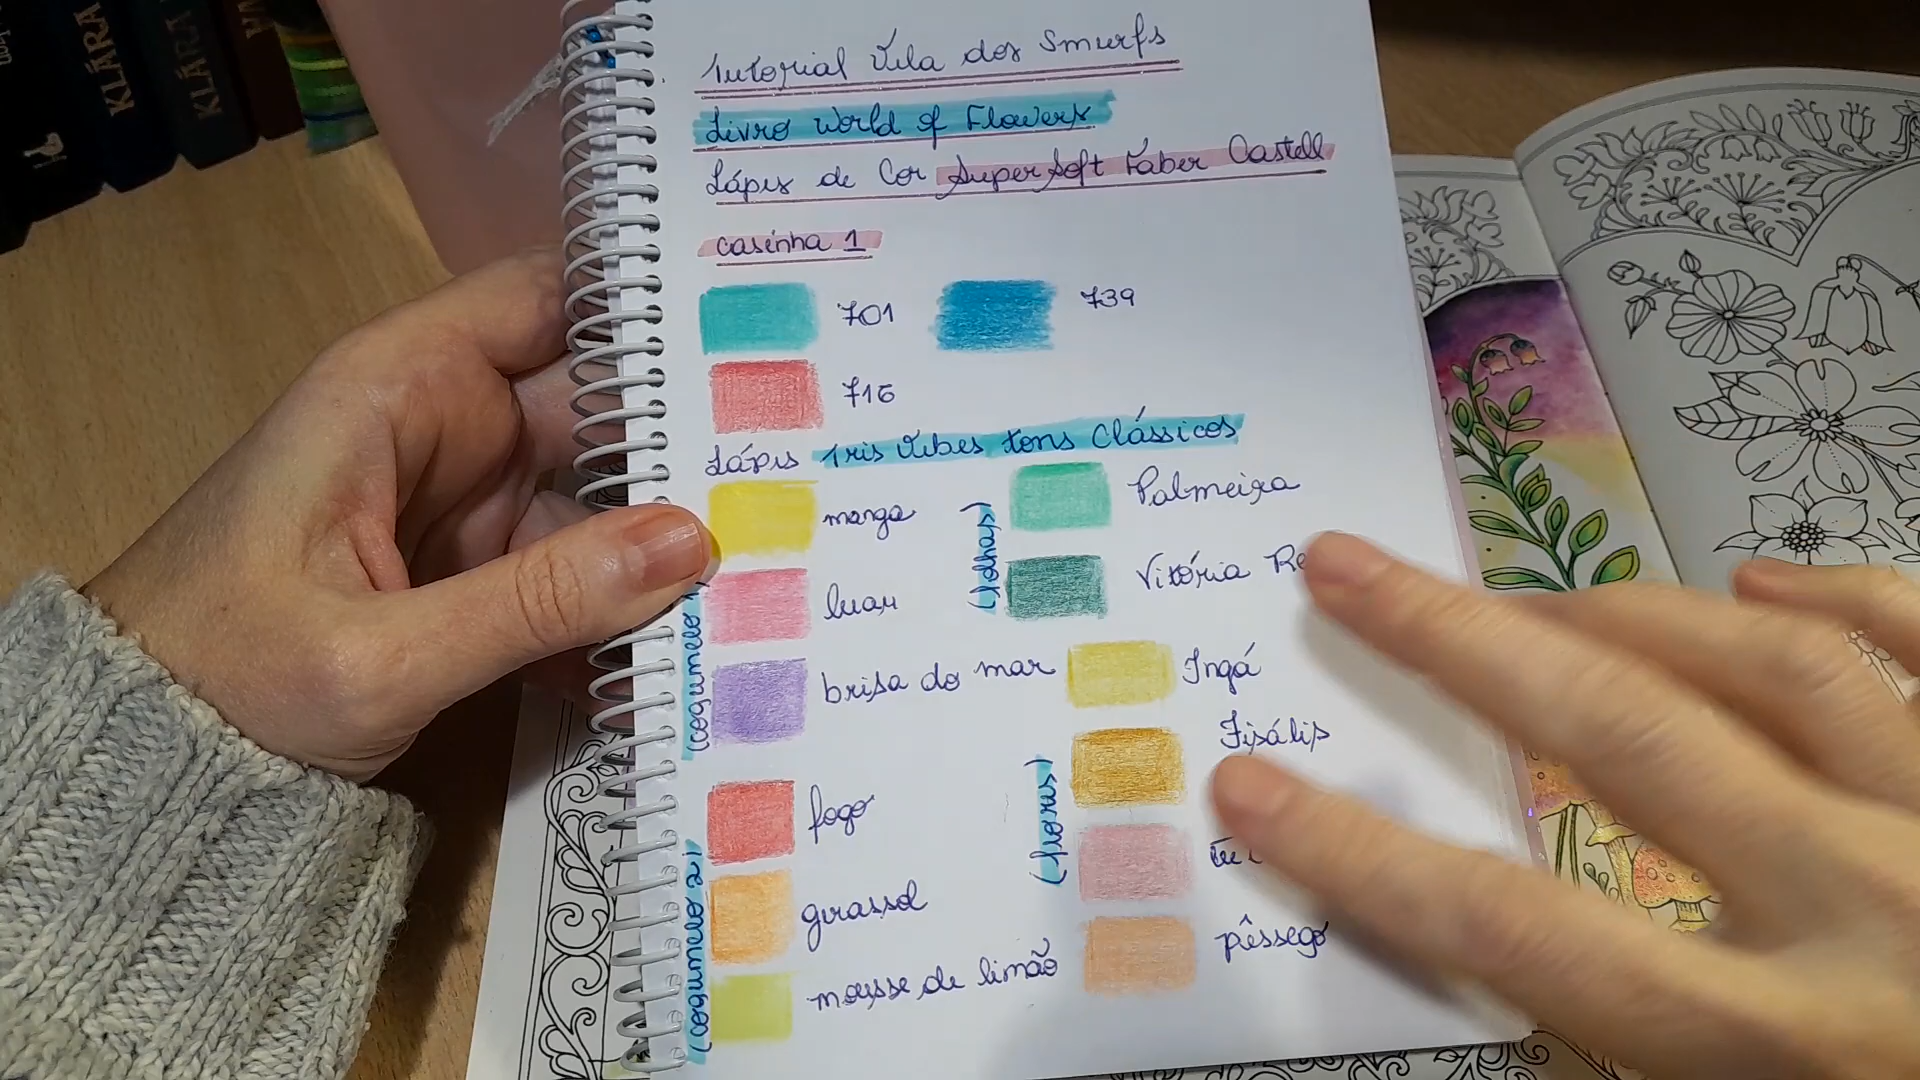 KLÁRA
KLÁRA
Tutorial Vila dos Smurfs
Livro World of Flowers
Lápis de Cor SuperSoft Faber Castell
casinha 1
701
739
716
Lápis Tris Vibes tons Clássicos
manga
luau
brisa do mar
(cogumelo 1)
fogo
girassol
mousse de limão
(cogumelo 2)
Palmeira
Vitória
(folhas)
Ingá
Fisális
pêssego
(flores)